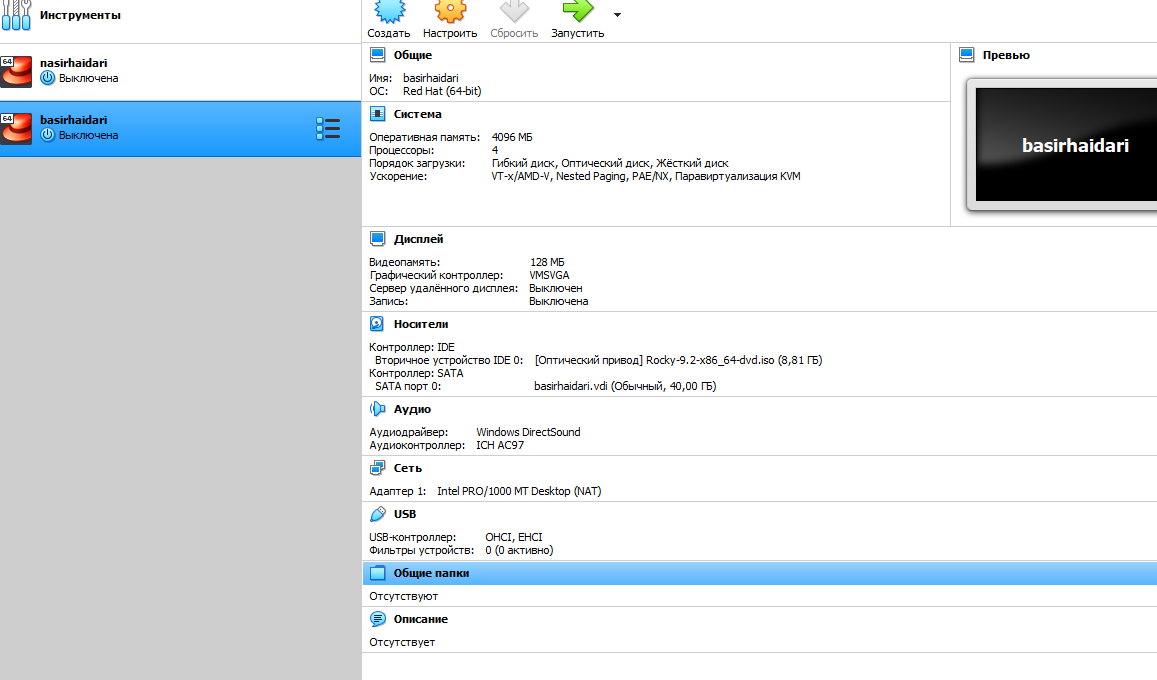 Инструменты
64
nasirhaidari
Выключена
64
basirhaidari
Выключена
Создать Настроить Сбросить Запустить
Общие
Имя: basirhaidari
ОС: Red Hat (64-bit)
Система
Оперативная память: 4096 МБ
Процессоры: 4
Порядок загрузки: Гибкий диск, Оптический диск, Жёсткий диск
Ускорение: VT-x/AMD-V, Nested Paging, PAE/NX, Паравиртуализация KVM
Превью
basirhaidari
Дисплей
Видеопамять: 128 МБ
Графический контроллер: VMSVGA
Сервер удалённого дисплея: Выключен
Запись: Выключена
Носители
Контроллер: IDE
Вторичное устройство IDE 0: [Оптический привод] Rocky-9.2-x86_64-dvd.iso (8,81 ГБ)
Контроллер: SATA
SATA порт 0: basirhaidari.vdi (Обычный, 40,00 ГБ)
Аудио
Аудиодрайвер: Windows DirectSound
Аудиоконтроллер: ICH AC97
Сеть
Адаптер 1: Intel PRO/1000 MT Desktop (NAT)
USB
USB-контроллер: OHCI, EHCI
Фильтры устройств: 0 (0 активно)
Общие папки
Отсутствуют
Описание
Отсутствует